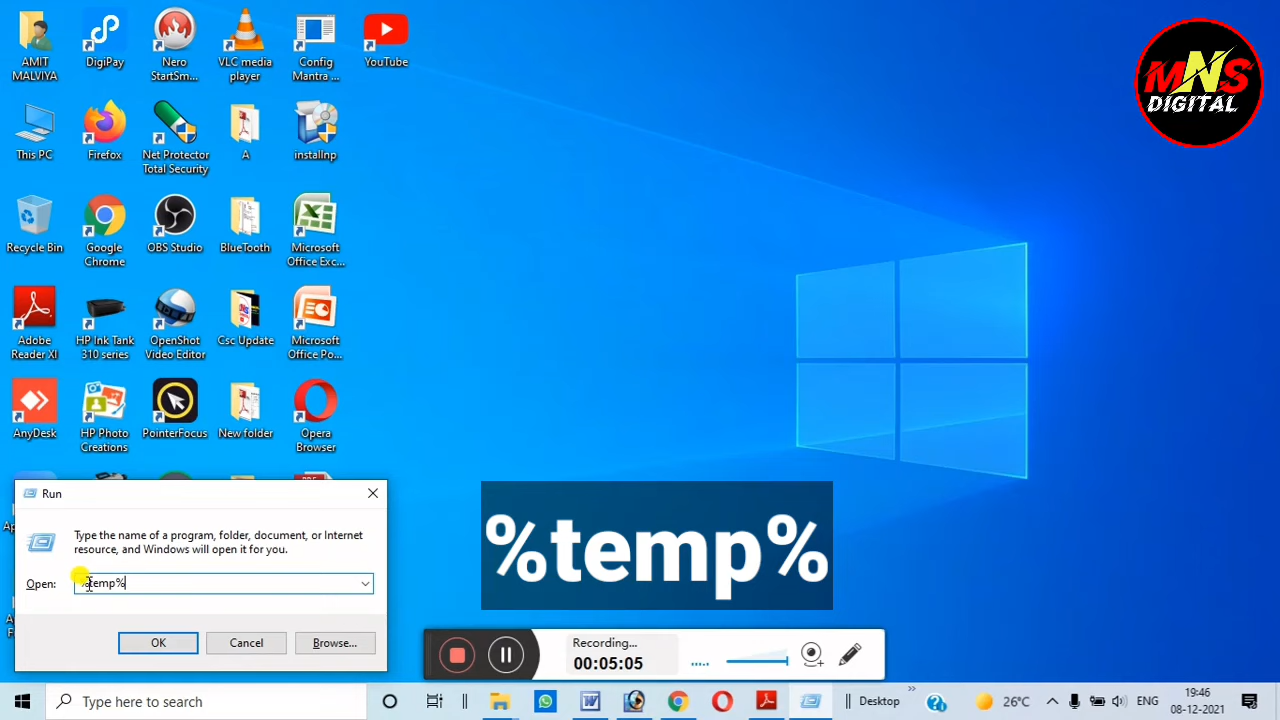 AMIT
MALVIYA
DigiPay
Nero
StartSm...
VLC media
player
Config
Mantra ...
YouTube
MNS
DIGITAL
This PC
Firefox
Net Protector
Total Security
A
installnp
Recycle Bin
Google
Chrome
OBS Studio
BlueTooth
Microsoft
Office Exc...
Adobe
Reader XI
HP Ink Tank
310 series
OpenShot
Video Editor
Csc Update
Microsoft
Office Po...
AnyDesk
HP Photo
Creations
PointerFocus
New folder
Opera
Browser
Run
Type the name of a program, folder, document, or Internet
resource, and Windows will open it for you.
Open:
%temp%
OK
Cancel
Browse...
%temp%
Recording...
00:05:05
Type here to search
Desktop
26°C
ENG
19:46
08-12-2021